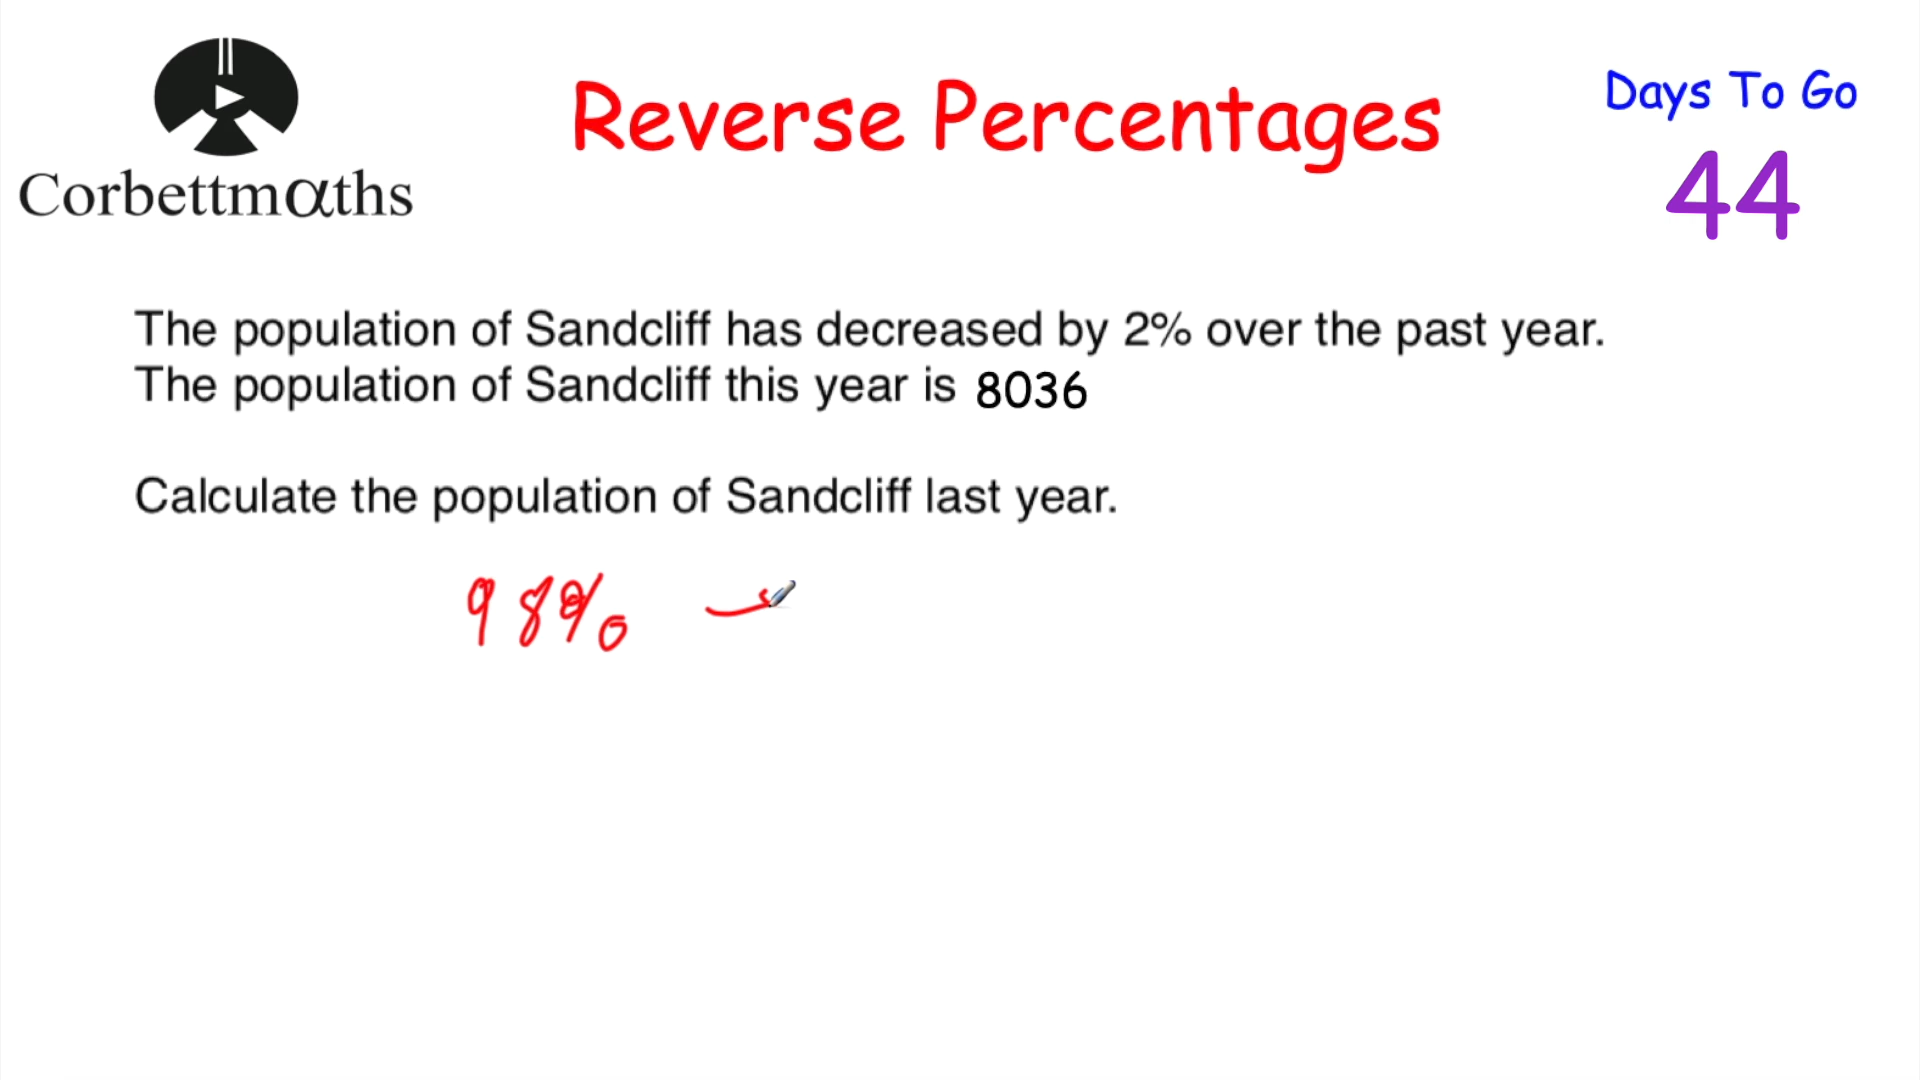 Corbettmαths
Reverse Percentages
Days To Go
44
The population of Sandcliff has decreased by 2% over the past year.
The population of Sandcliff this year is 8036
Calculate the population of Sandcliff last year.
98%